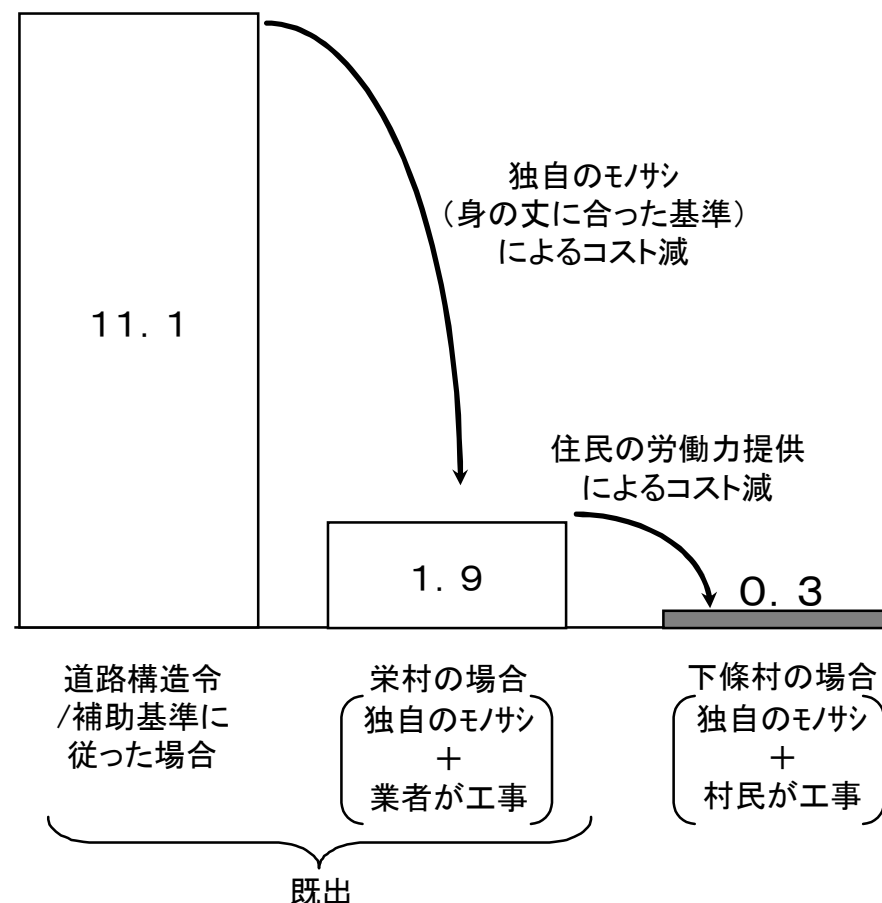 独自のモノサシ
（身の丈に合った基準）
によるコスト減
11．1
住民の労働力提供
によるコスト減
1．9
0．3
道路構造令
/補助基準に
従った場合
栄村の場合
独自のモノサシ
＋
業者が工事
下條村の場合
独自のモノサシ
＋
村民が工事
既出